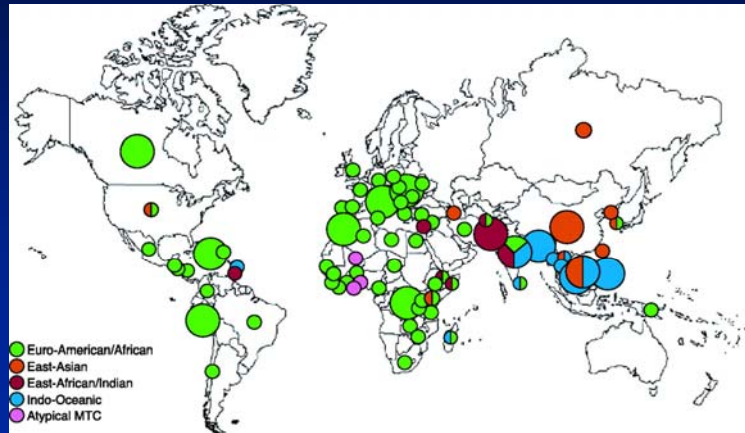 Euro-American/African
East-Asian
East-African/Indian
Indo-Oceanic
Atypical MTC